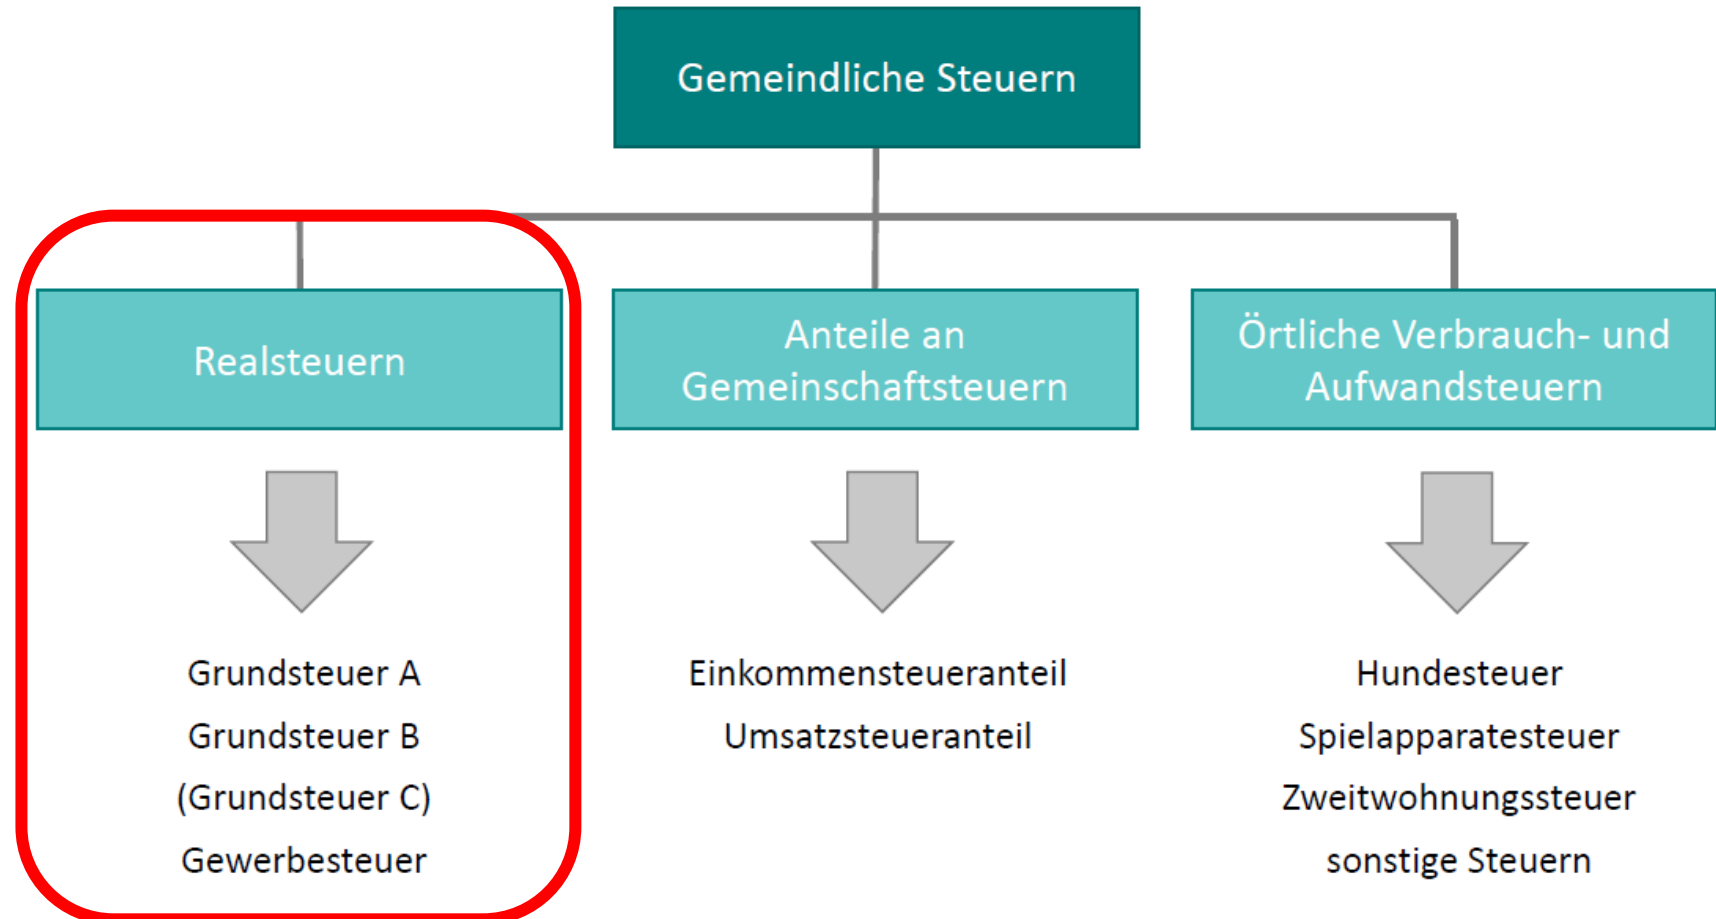 Gemeindliche Steuern
Realsteuern
Grundsteuer A
Grundsteuer B
(Grundsteuer C)
Gewerbesteuer
Anteile an
Gemeinschaftsteuern
Einkommensteueranteil
Umsatzsteueranteil
Örtliche Verbrauch- und
Aufwandsteuern
Hundesteuer
Spielapparatesteuer
Zweitwohnungssteuer
sonstige Steuern